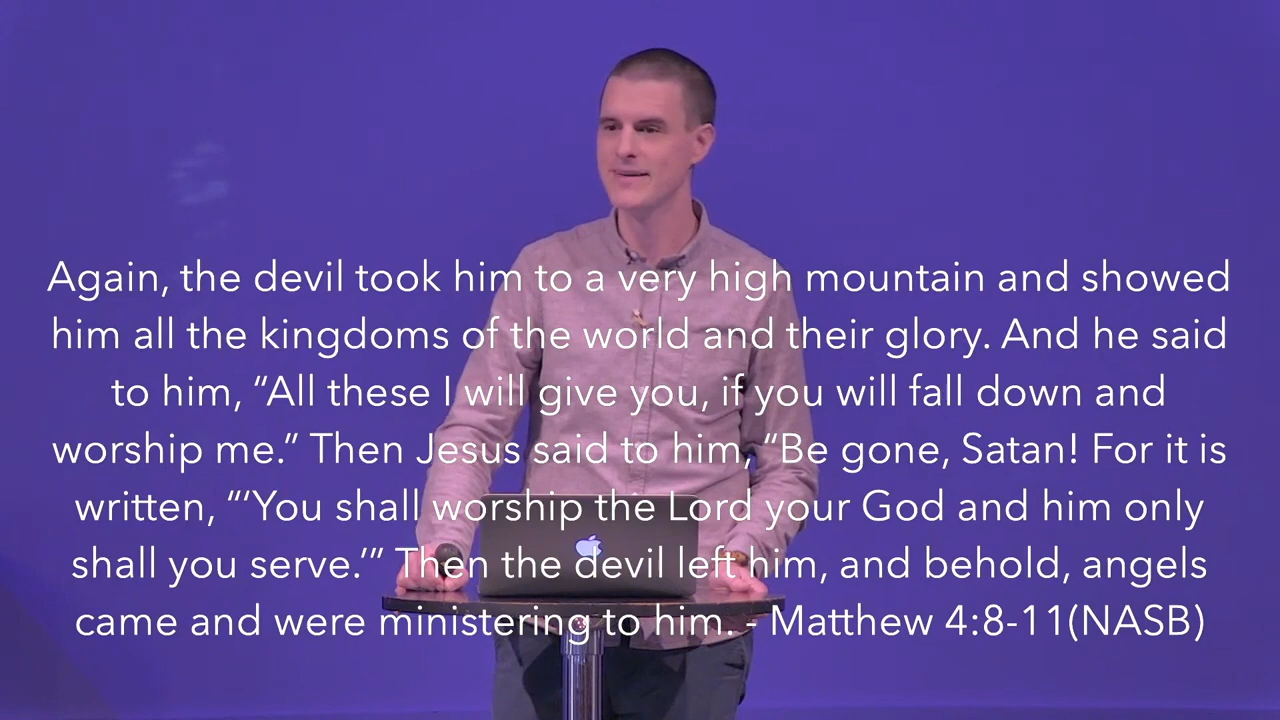 Again, the devil took him to a very high mountain and showed
him all the kingdoms of the world and their glory. And he said
to him, “All these I will give you, if you will fall down and
worship me.” Then Jesus said to him, “Be gone, Satan! For it is
written, “‘You shall worship the Lord your God and him only
shall you serve.’” Then the devil left him, and behold, angels
came and were ministering to him. - Matthew 4:8-11(NASB)